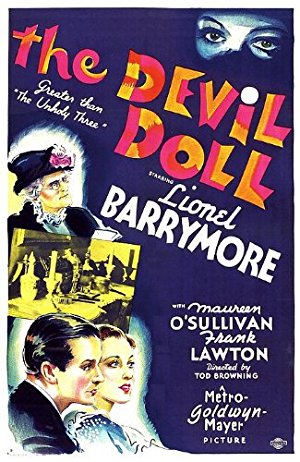 the DEVIL
DOLL
Greater than
"The Unholy Three"
STARRING
Lionel
BARRYMORE
WITH Maureen
O'SULLIVAN
Frank
LAWTON
Directed by
TOD BROWNING
A
Metro-
Goldwyn-
Mayer
PICTURE